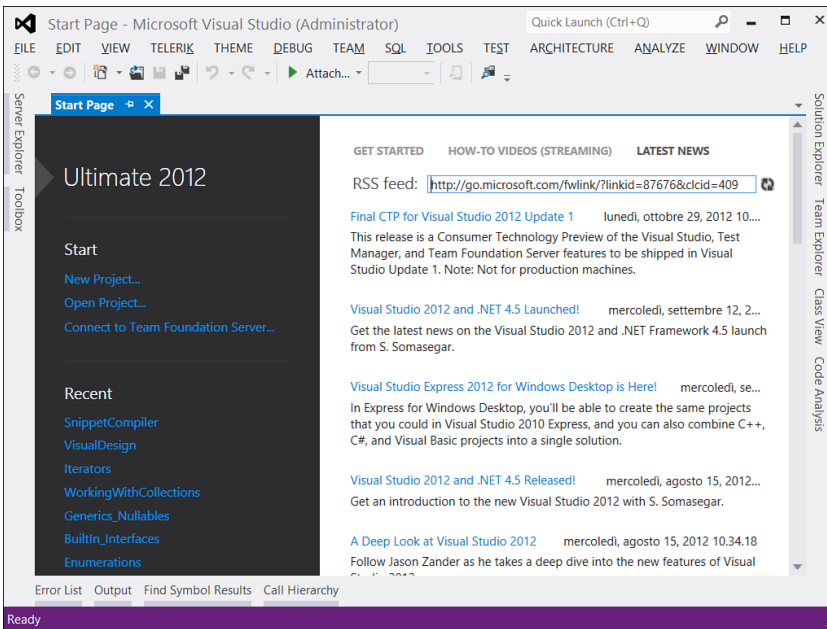 Start Page - Microsoft Visual Studio (Administrator)
Quick Launch (Ctrl+Q)
FILE EDIT VIEW TELERIK THEME DEBUG TEAM SQL TOOLS TEST ARCHITECTURE ANALYZE WINDOW HELP
Attach...
Server Explorer
Toolbox
Start Page
Ultimate 2012
Start
New Project...
Open Project...
Connect to Team Foundation Server...
Recent
SnippetCompiler
VisualDesign
Iterators
WorkingWithCollections
Generics_Nullables
BuiltIn_Interfaces
Enumerations
GET STARTED HOW-TO VIDEOS (STREAMING) LATEST NEWS
RSS feed: http://go.microsoft.com/fwlink/?linkid=87676&clcid=409
Final CTP for Visual Studio 2012 Update 1 lunedì, ottobre 29, 2012 10....
This release is a Consumer Technology Preview of the Visual Studio, Test
Manager, and Team Foundation Server features to be shipped in Visual
Studio Update 1. Note: Not for production machines.
Visual Studio 2012 and .NET 4.5 Launched! mercoledì, settembre 12, 2...
Get the latest news on the Visual Studio 2012 and .NET Framework 4.5 launch
from S. Somasegar.
Visual Studio Express 2012 for Windows Desktop is Here! mercoledì, se...
In Express for Windows Desktop, you'll be able to create the same projects
that you could in Visual Studio 2010 Express, and you can also combine C++,
C#, and Visual Basic projects into a single solution.
Visual Studio 2012 and .NET 4.5 Released! mercoledì, agosto 15, 2012...
Get an introduction to the new Visual Studio 2012 with S. Somasegar.
A Deep Look at Visual Studio 2012 mercoledì, agosto 15, 2012 10.34.18
Follow Jason Zander as he takes a deep dive into the new features of Visual
Studio 2012.
Solution Explorer
Team Explorer
Class View
Code Analysis
Error List Output Find Symbol Results Call Hierarchy
Ready